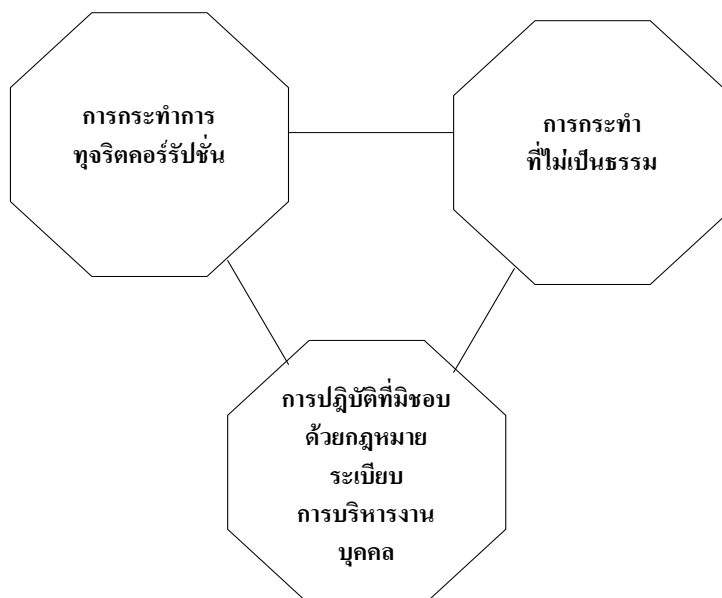 การกระทำการ
ทุจริตคอร์รัปชั่น
การกระทำ
ที่ไม่เป็นธรรม
การปฎิบัติที่มิชอบ
ด้วยกฎหมาย
ระเบียบ
การบริหารงาน
บุคคล